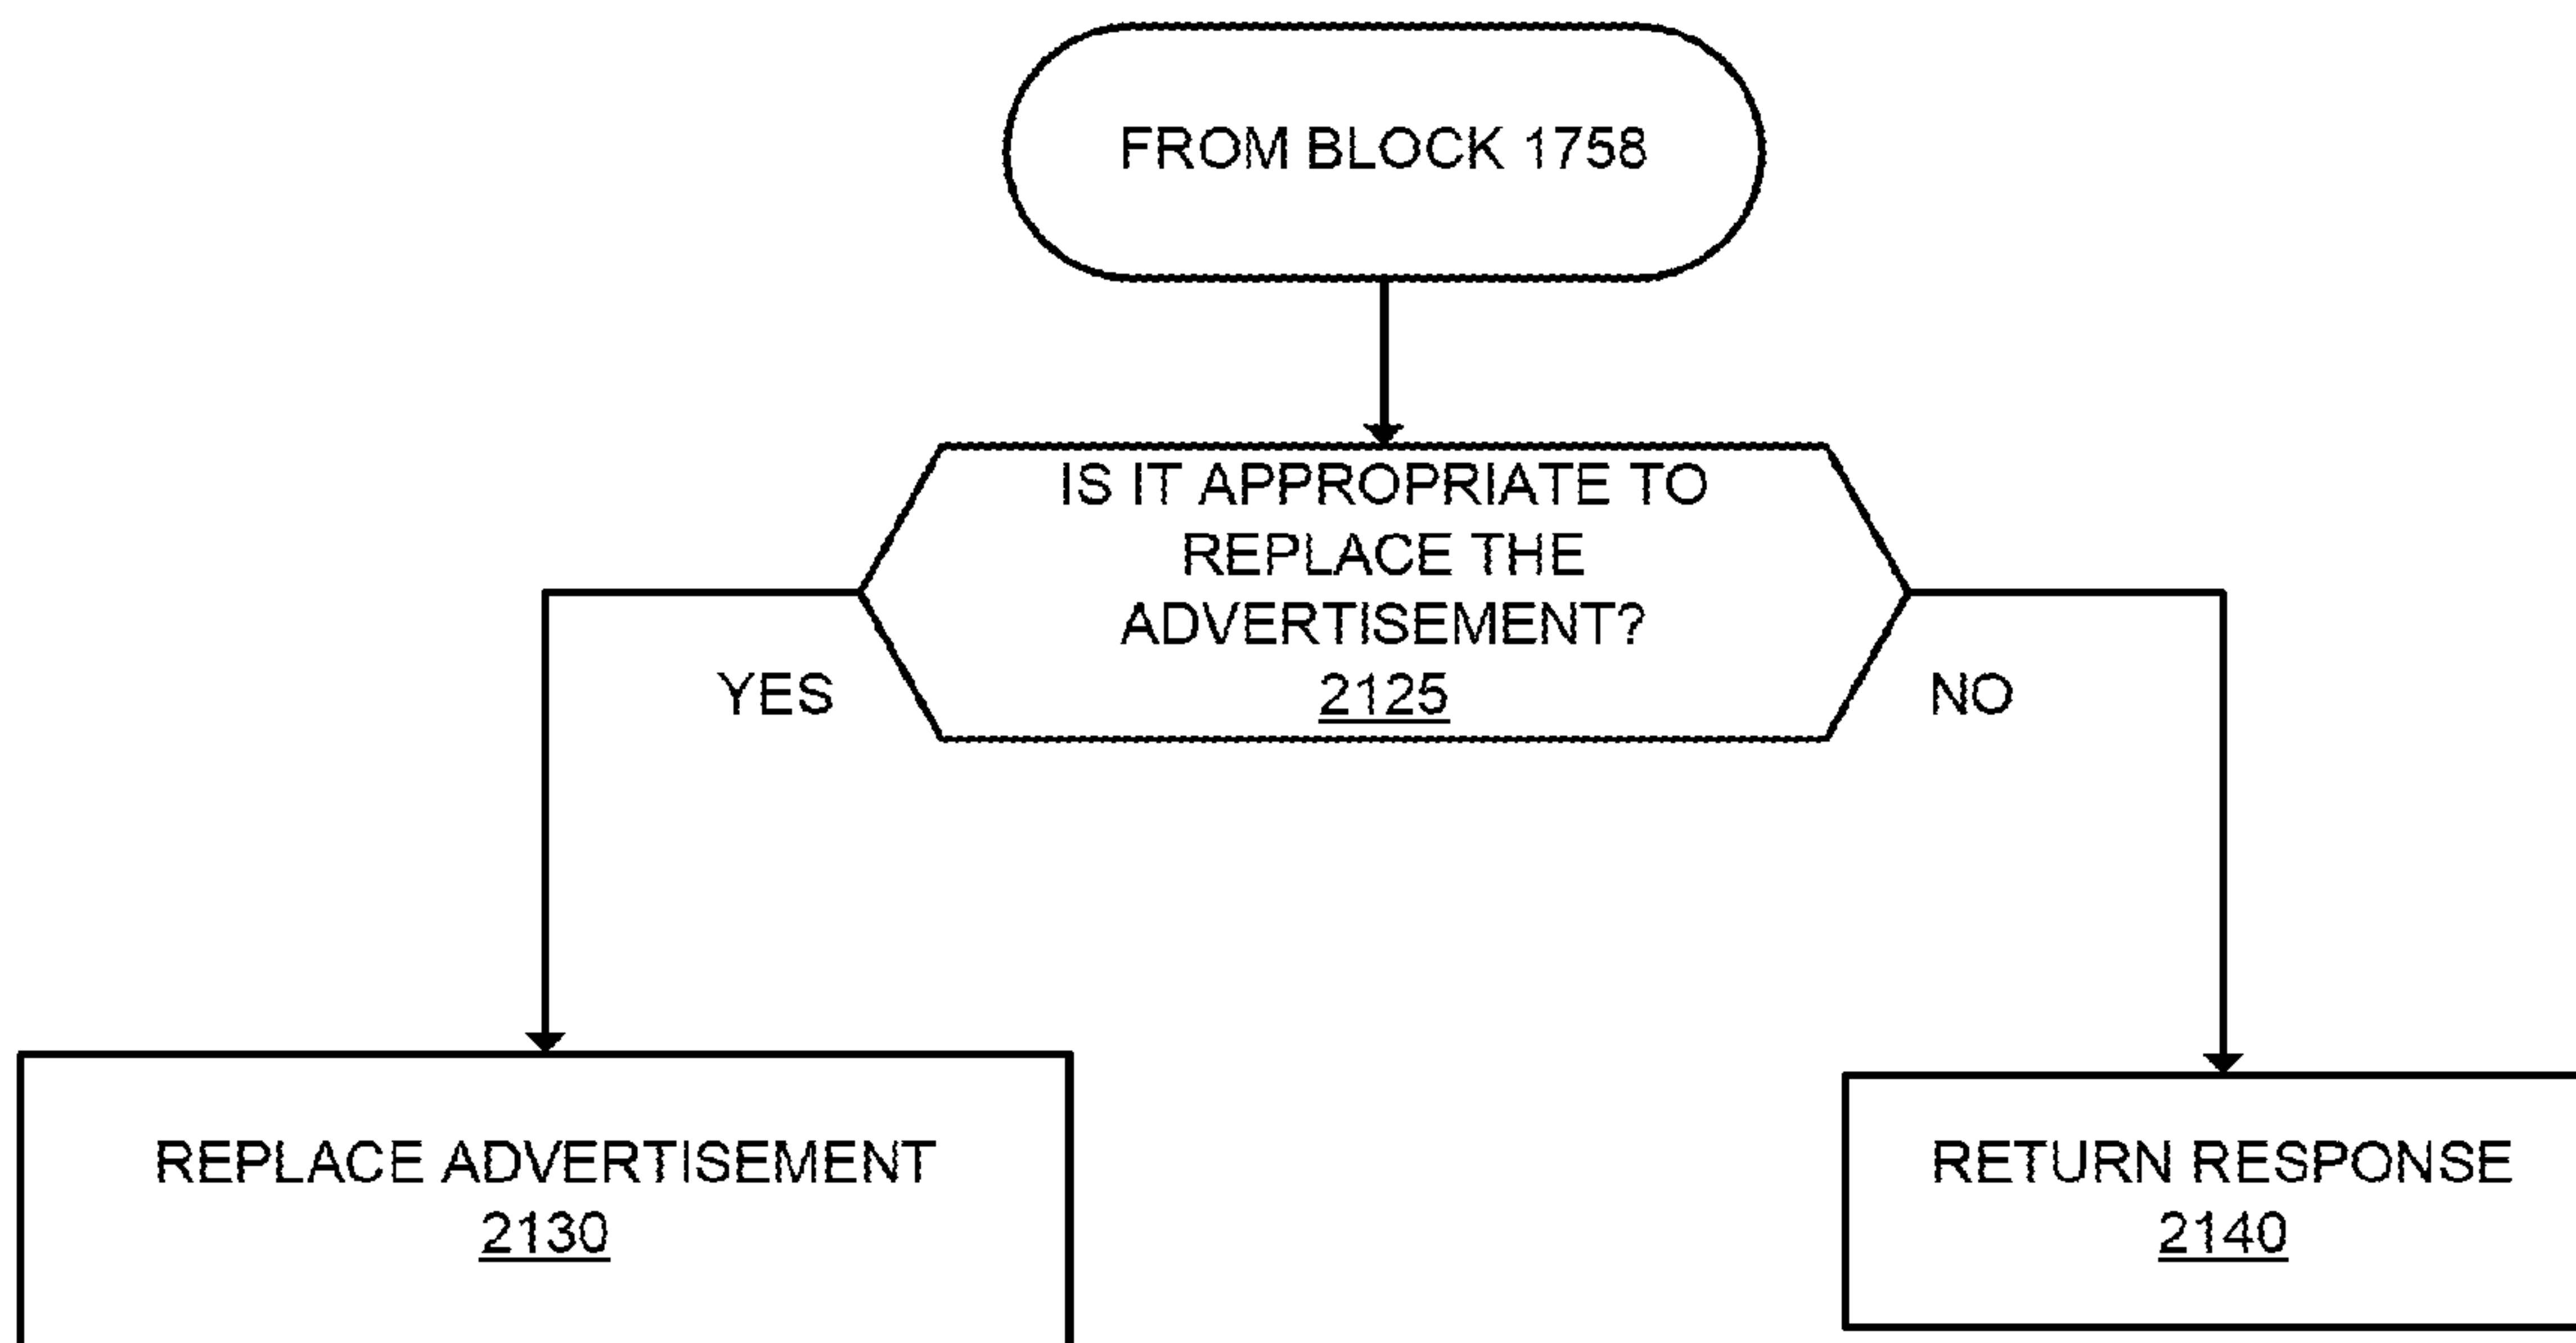 FROM BLOCK 1758
IS IT APPROPRIATE TO
REPLACE THE
ADVERTISEMENT?
2125
YES
NO
REPLACE ADVERTISEMENT
2130
RETURN RESPONSE
2140